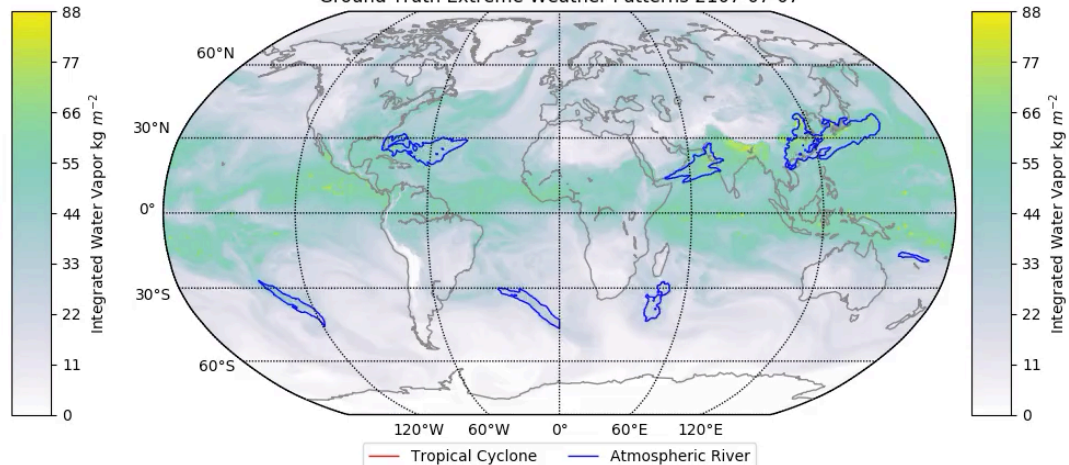 Ground Truth Extreme Weather Patterns 2107-07-07
88
77
66
55
44
33
22
11
0
Integrated Water Vapor kg m⁻²
60°N
30°N
0°
30°S
60°S
120°W 60°W 0° 60°E 120°E
88
77
66
55
44
33
22
11
0
Integrated Water Vapor kg m⁻²
Tropical Cyclone Atmospheric River